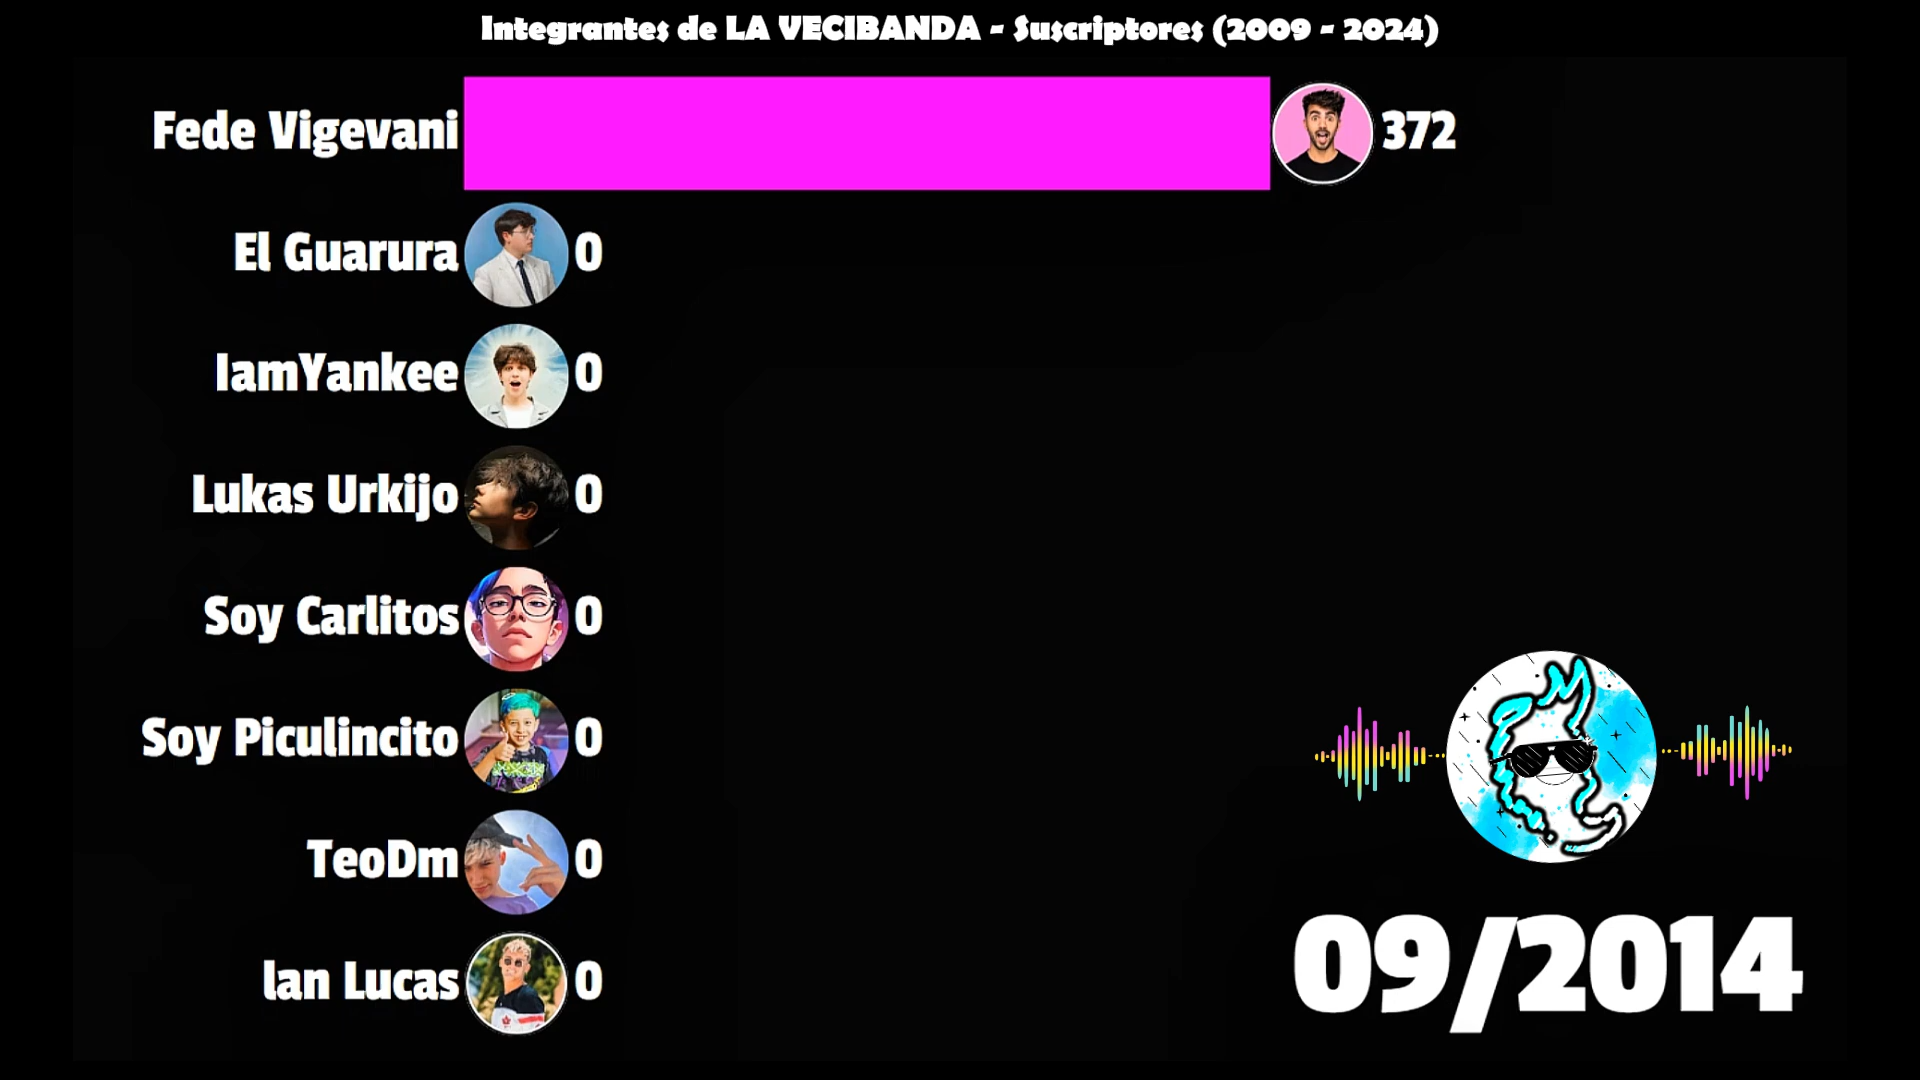 Integrantes de LA VECIBANDA - Suscriptores (2009 - 2024)
Fede Vigevani 372
El Guarura 0
IamYankee 0
Lukas Urkijo 0
Soy Carlitos 0
Soy Piculincito 0
TeoDm 0
lan Lucas 0
09/2014